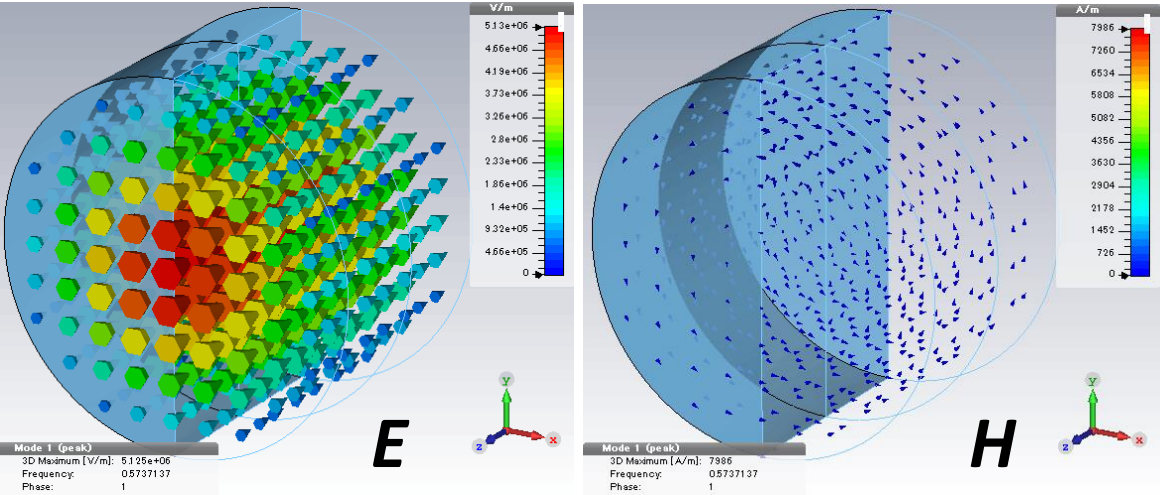 V/m
5.13e+06
4.66e+06
4.19e+06
3.73e+06
3.26e+06
2.8e+06
2.33e+06
1.86e+06
1.4e+06
9.32e+05
4.66e+05
0
y
z
x
E
Mode 1 (peak)
3D Maximum [V/m]: 5.125e+06
Frequency: 0.5737137
Phase: 1
A/m
7986
7260
6534
5808
5082
4356
3630
2904
2178
1452
726
0
y
z
x
H
Mode 1 (peak)
3D Maximum [A/m]: 7986
Frequency: 0.5737137
Phase: 1